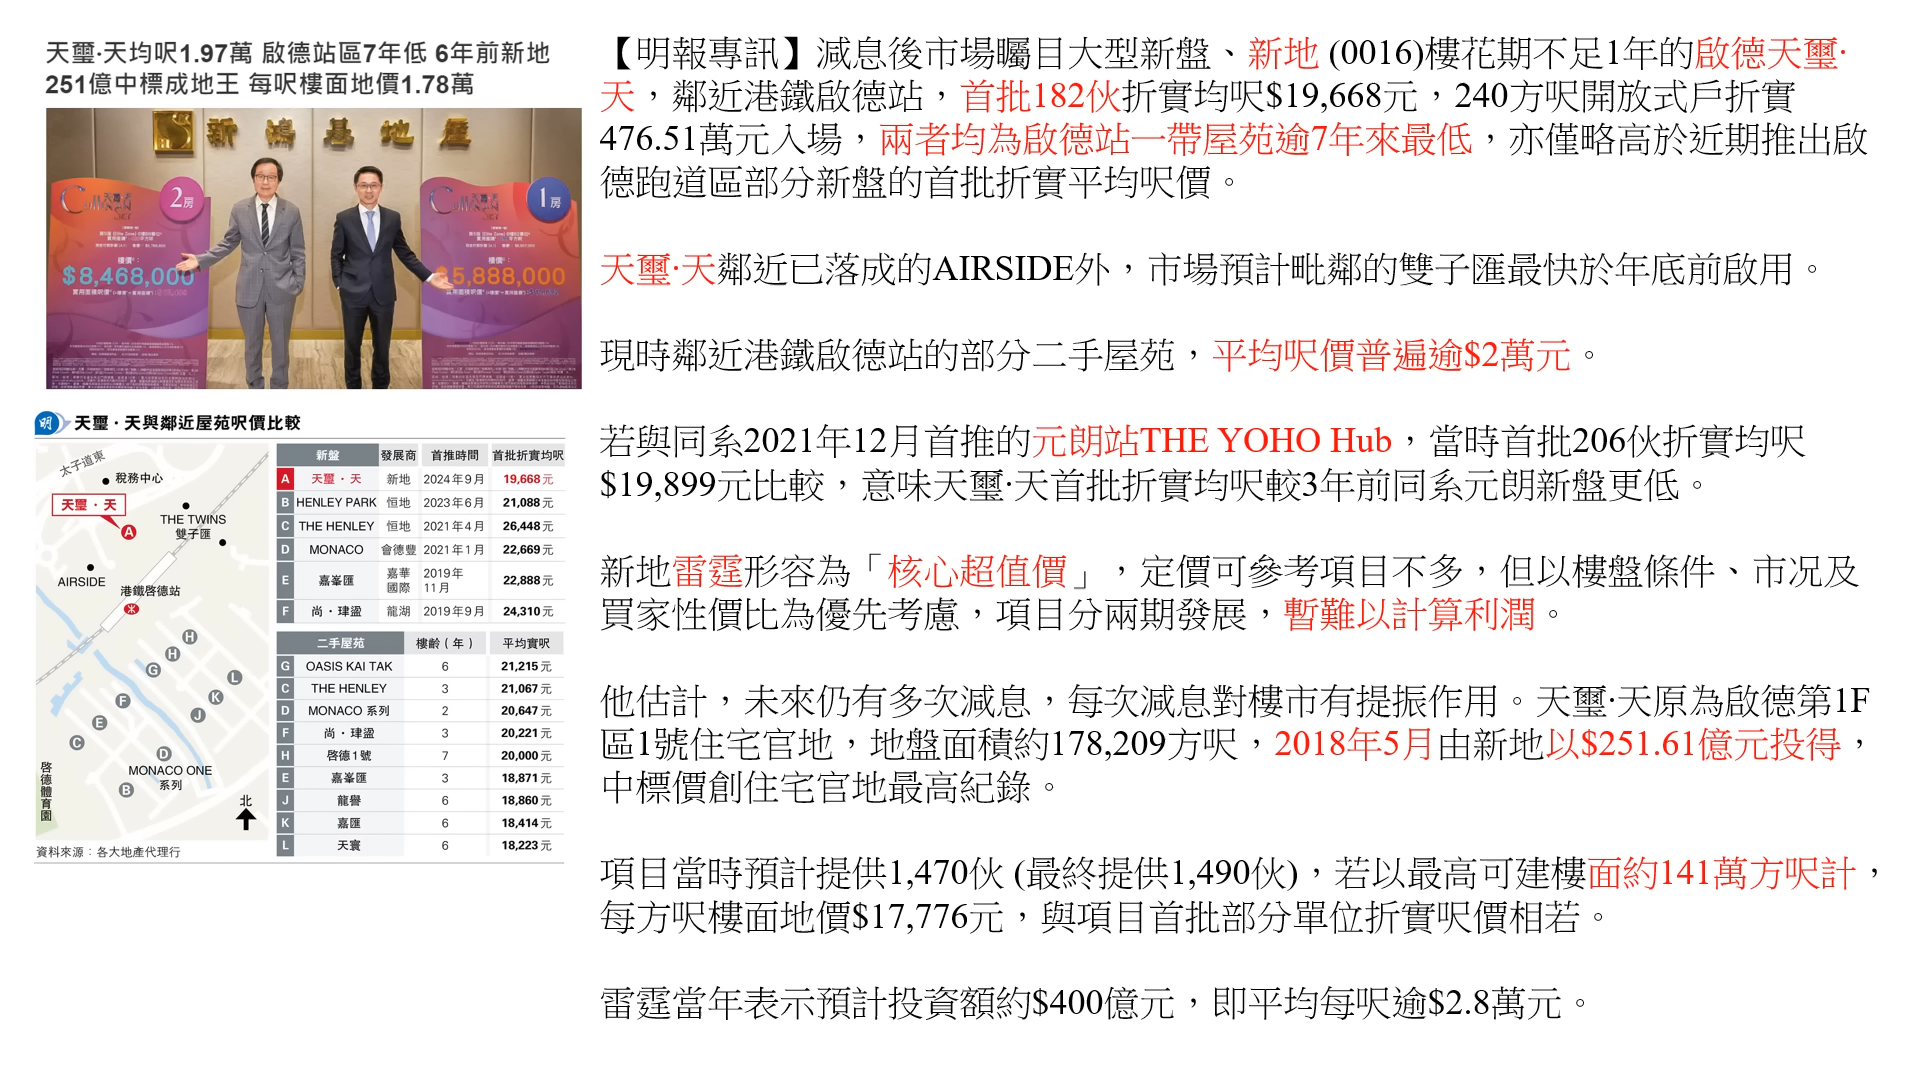 天璽·天均呎1.97萬 啟德站區7年低 6年前新地
251億中標成地王 每呎樓面地價1.78萬
新鴻基地產
天璽·天
2房
樓價
$8,468,000
天璽·天
1房
樓價
5,888,000
明 天璽·天與鄰近屋苑呎價比較
太子道東
稅務中心
天璽·天
A
THE TWINS
雙子匯
AIRSIDE
港鐵啓德站
H
H
G
L
F
K
J
E
C
D
MONACO ONE
系列
B
啓德體育園
北
資料來源：各大地產代理行
新盤 發展商 首推時間 首批折實均呎
A 天璽·天 新地 2024年9月 19,668元
B HENLEY PARK 恒地 2023年6月 21,088元
C THE HENLEY 恒地 2021年4月 26,448元
D MONACO 會德豐 2021年1月 22,669元
E 嘉峯匯 嘉華國際 2019年11月 22,888元
F 尚·珒溋 龍湖 2019年9月 24,310元
二手屋苑 樓齡（年） 平均實呎
G OASIS KAI TAK 6 21,215元
C THE HENLEY 3 21,067元
D MONACO 系列 2 20,647元
F 尚·珒溋 3 20,221元
H 啓德1號 7 20,000元
E 嘉峯匯 3 18,871元
J 龍譽 6 18,860元
K 嘉匯 6 18,414元
L 天寰 6 18,223元
【明報專訊】減息後市場矚目大型新盤、新地 (0016)樓花期不足1年的啟德天璽·
天，鄰近港鐵啟德站，首批182伙折實均呎$19,668元，240方呎開放式戶折實
476.51萬元入場，兩者均為啟德站一帶屋苑逾7年來最低，亦僅略高於近期推出啟
德跑道區部分新盤的首批折實平均呎價。
天璽·天鄰近已落成的AIRSIDE外，市場預計毗鄰的雙子匯最快於年底前啟用。
現時鄰近港鐵啟德站的部分二手屋苑，平均呎價普遍逾$2萬元。
若與同系2021年12月首推的元朗站THE YOHO Hub，當時首批206伙折實均呎
$19,899元比較，意味天璽·天首批折實均呎較3年前同系元朗新盤更低。
新地雷霆形容為「核心超值價」，定價可參考項目不多，但以樓盤條件、市況及
買家性價比為優先考慮，項目分兩期發展，暫難以計算利潤。
他估計，未來仍有多次減息，每次減息對樓市有提振作用。天璽·天原為啟德第1F
區1號住宅官地，地盤面積約178,209方呎，2018年5月由新地以$251.61億元投得，
中標價創住宅官地最高紀錄。
項目當時預計提供1,470伙 (最終提供1,490伙)，若以最高可建樓面約141萬方呎計，
每方呎樓面地價$17,776元，與項目首批部分單位折實呎價相若。
雷霆當年表示預計投資額約$400億元，即平均每呎逾$2.8萬元。